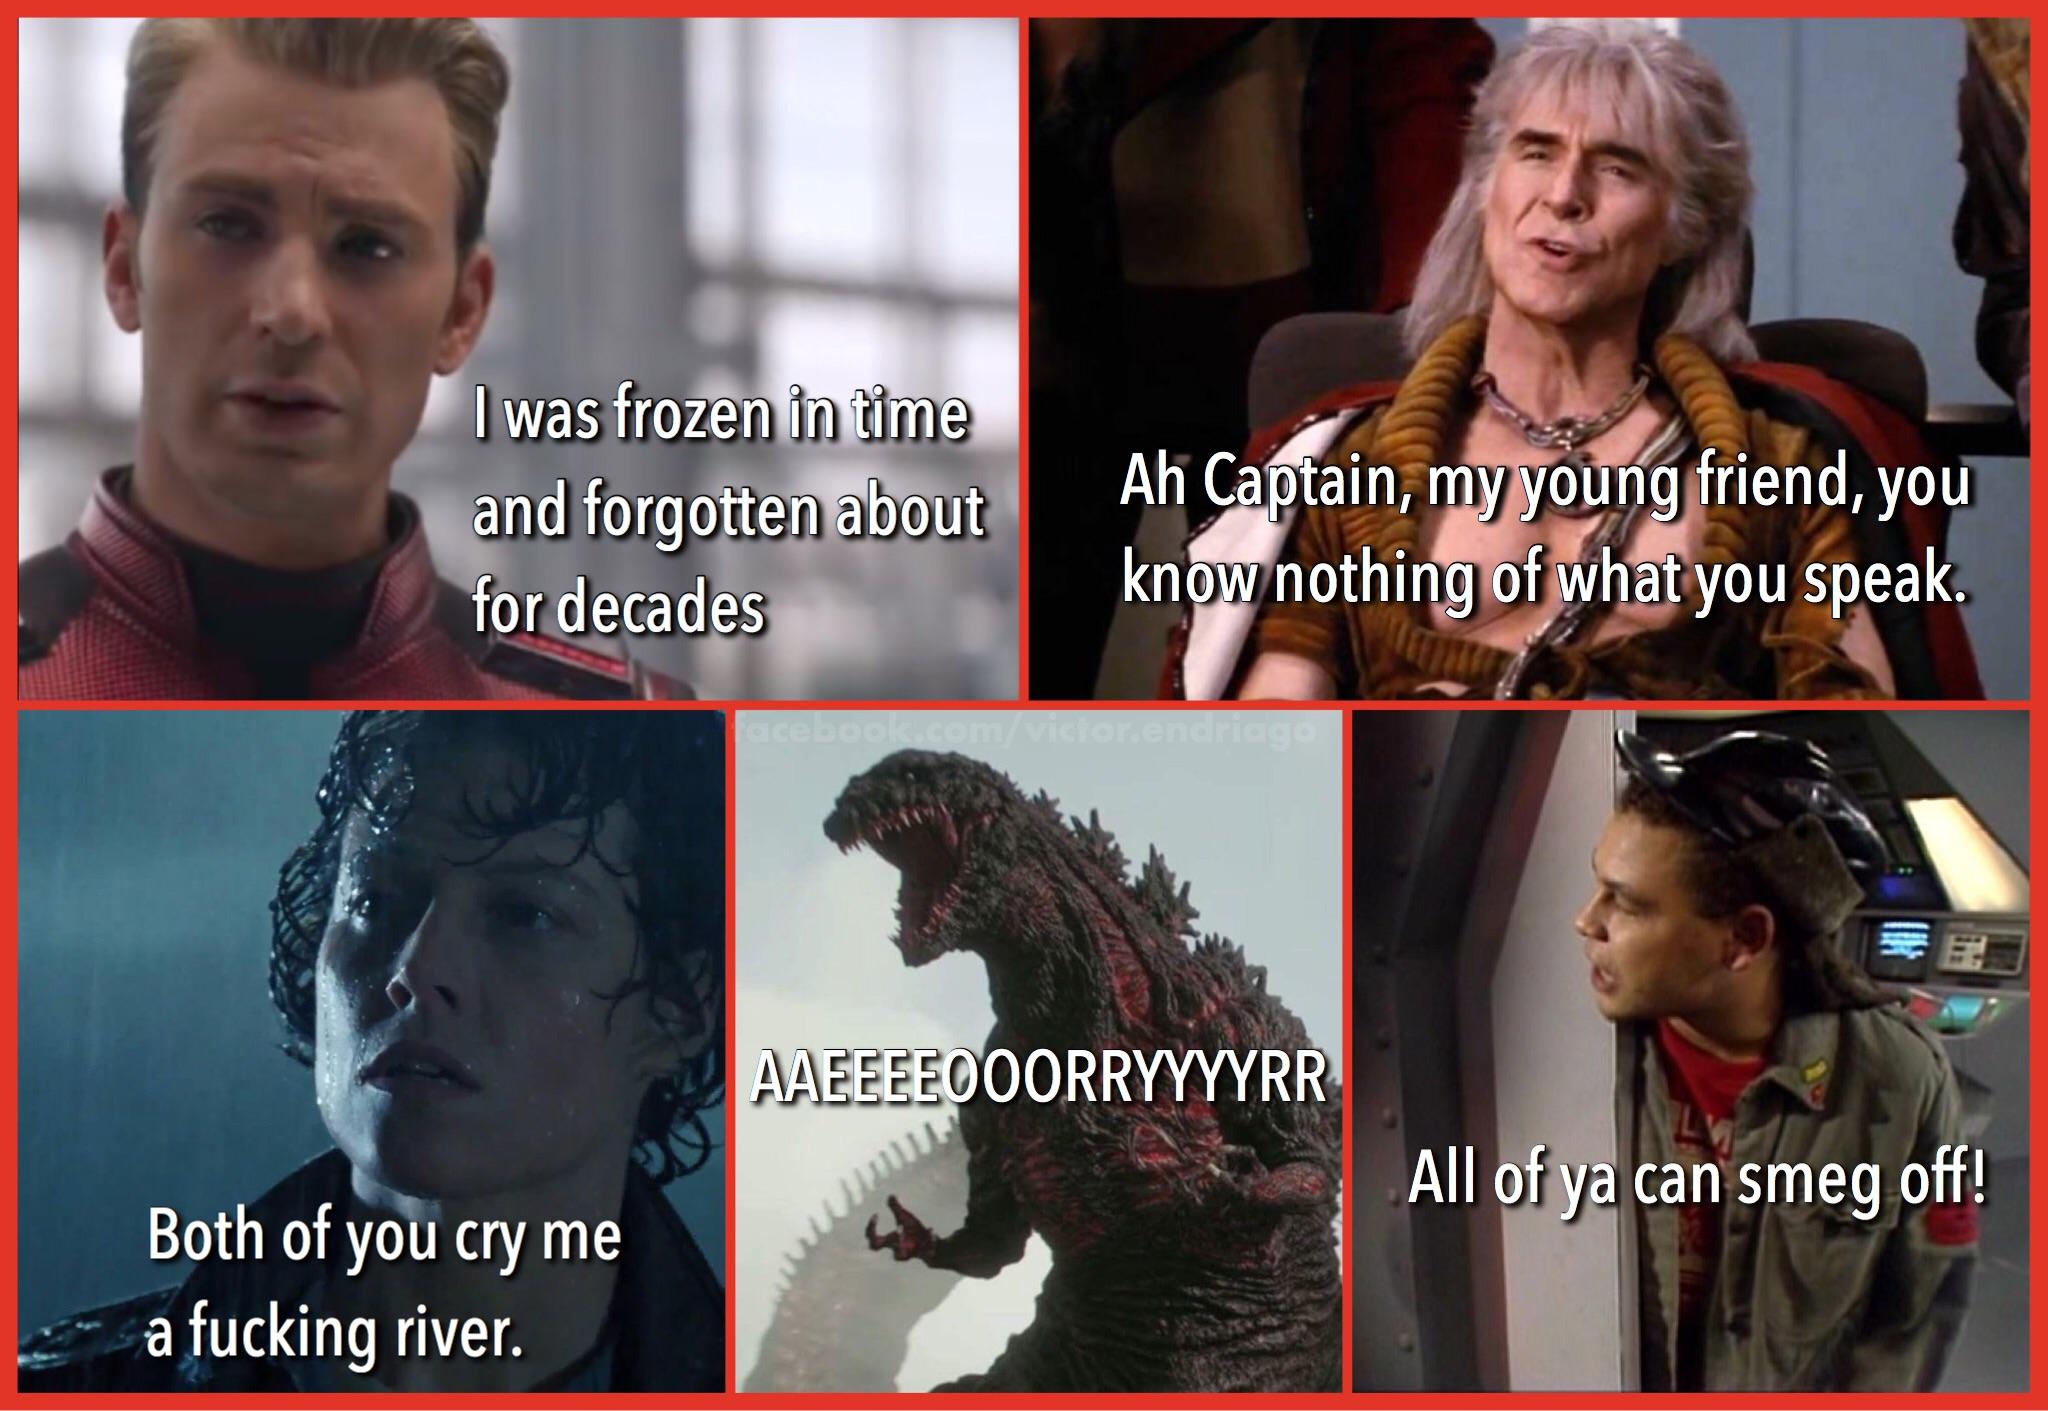 I was frozen in time
and forgotten about
for decades
Ah Captain, my young friend, you
know nothing of what you speak.
facebook.com/victor.endriago
Both of you cry me
a fucking river.
AAEEEEOOORRYYYYRR
All of ya can smeg off!